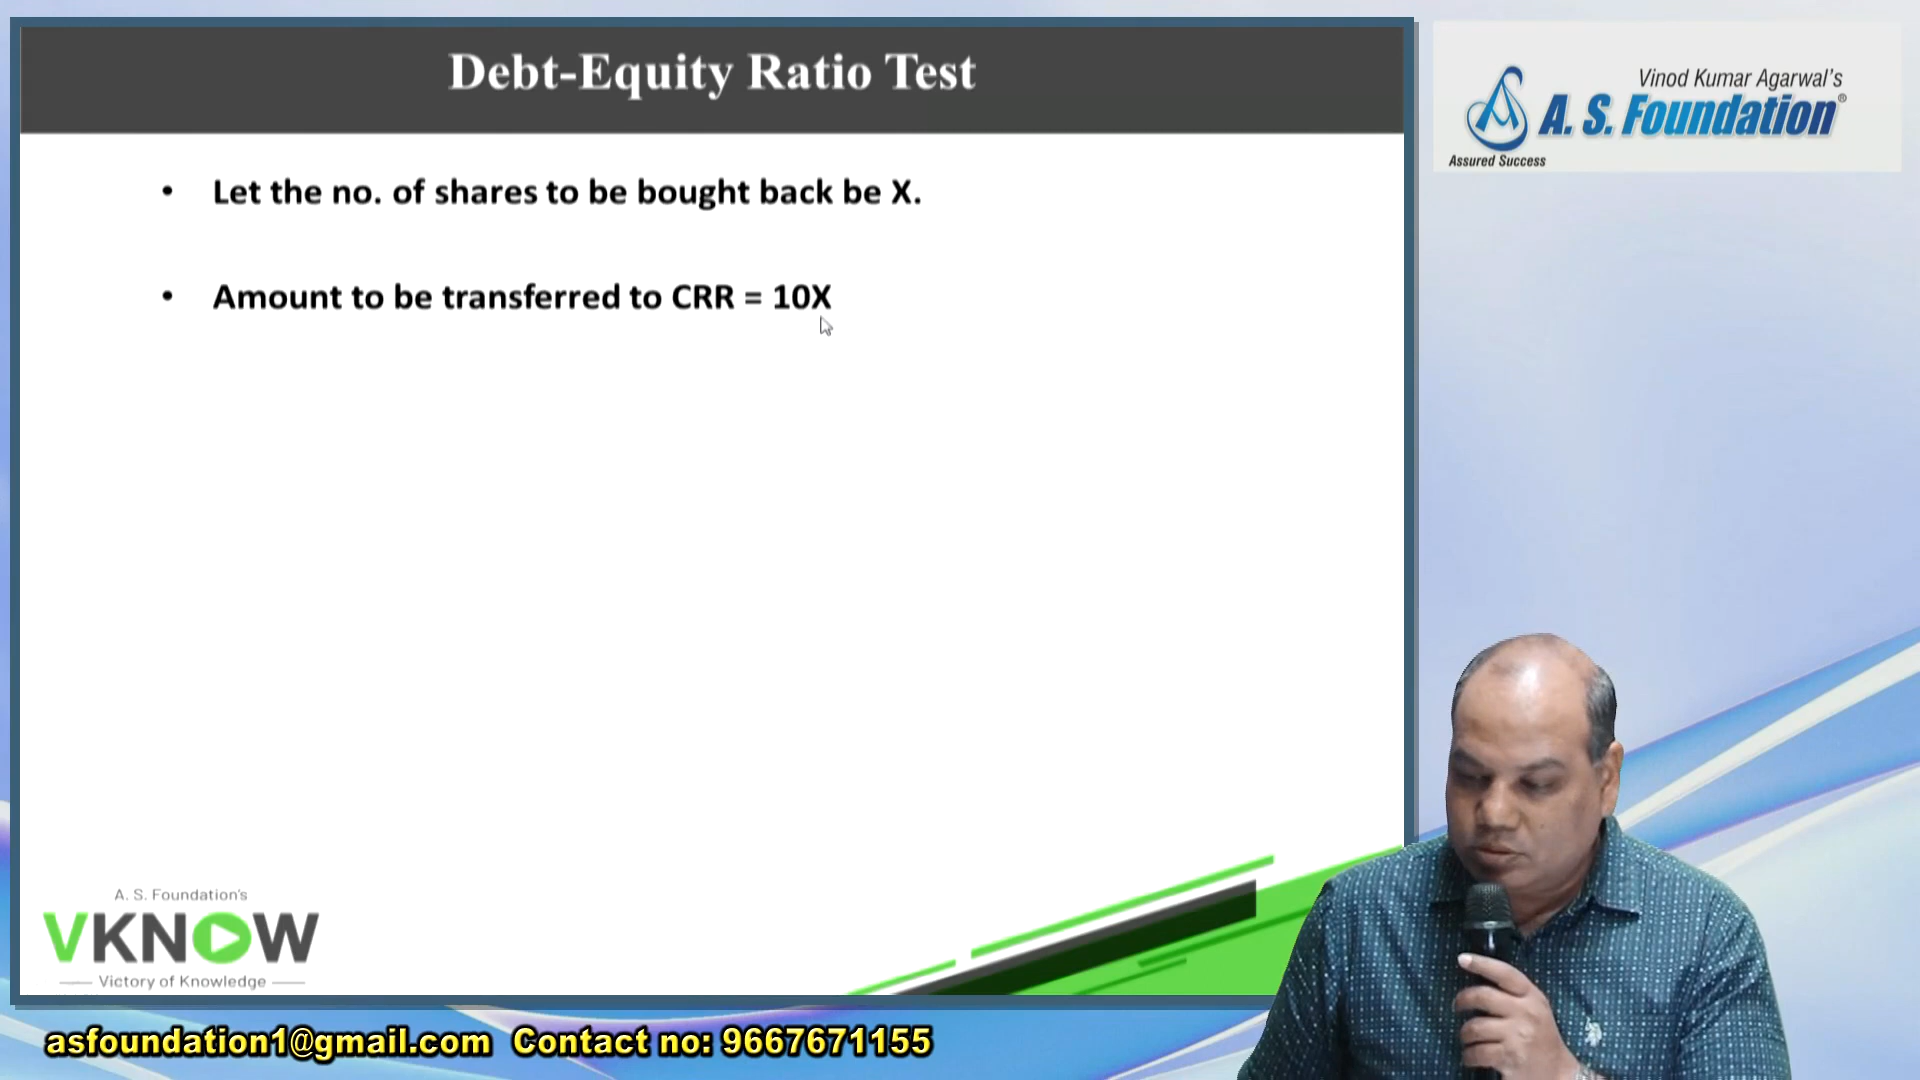 Debt-Equity Ratio Test
Vinod Kumar Agarwal's
A. S. Foundation®
Assured Success
• Let the no. of shares to be bought back be X.
• Amount to be transferred to CRR = 10X
A. S. Foundation's
VKNOW
Victory of Knowledge
asfoundation1@gmail.com Contact no: 9667671155